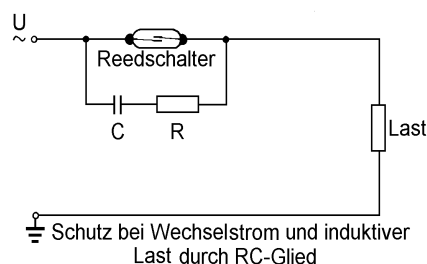 U
~
Reedschalter
C
R
Last
Schutz bei Wechselstrom und induktiver
Last durch RC-Glied